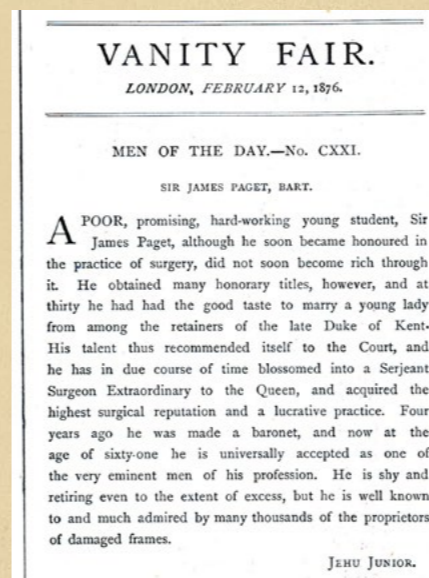 VANITY FAIR.
LONDON, FEBRUARY 12, 1876.
MEN OF THE DAY.—No. CXXI.
SIR JAMES PAGET, BART.
A POOR, promising, hard-working young student, Sir
James Paget, although he soon became honoured in
the practice of surgery, did not soon become rich through
it. He obtained many honorary titles, however, and at
thirty he had had the good taste to marry a young lady
from among the retainers of the late Duke of Kent.
His talent thus recommended itself to the Court, and
he has in due course of time blossomed into a Serjeant
Surgeon Extraordinary to the Queen, and acquired the
highest surgical reputation and a lucrative practice. Four
years ago he was made a baronet, and now at the
age of sixty-one he is universally accepted as one of
the very eminent men of his profession. He is shy and
retiring even to the extent of excess, but he is well known
to and much admired by many thousands of the proprietors
of damaged frames.
JEHU JUNIOR.